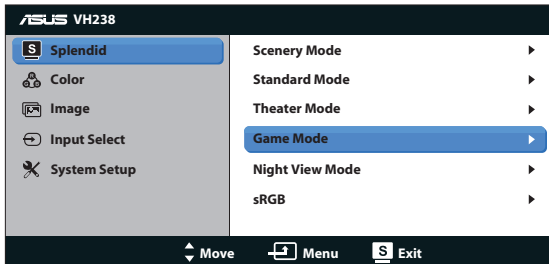 ASUS VH238
S Splendid
Color
Image
Input Select
System Setup
Scenery Mode
Standard Mode
Theater Mode
Game Mode
Night View Mode
sRGB
Move Menu S Exit